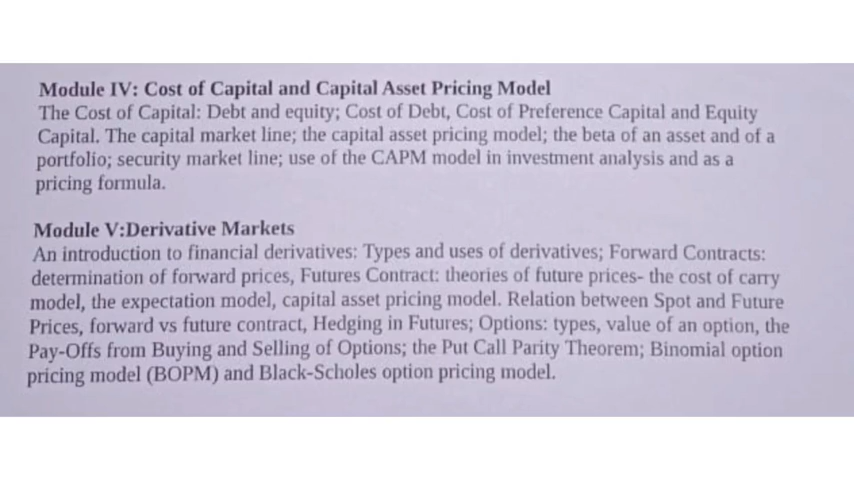 Module IV: Cost of Capital and Capital Asset Pricing Model
The Cost of Capital: Debt and equity; Cost of Debt, Cost of Preference Capital and Equity
Capital. The capital market line; the capital asset pricing model; the beta of an asset and of a
portfolio; security market line; use of the CAPM model in investment analysis and as a
pricing formula.
Module V:Derivative Markets
An introduction to financial derivatives: Types and uses of derivatives; Forward Contracts:
determination of forward prices, Futures Contract: theories of future prices- the cost of carry
model, the expectation model, capital asset pricing model. Relation between Spot and Future
Prices, forward vs future contract, Hedging in Futures; Options: types, value of an option, the
Pay-Offs from Buying and Selling of Options; the Put Call Parity Theorem; Binomial option
pricing model (BOPM) and Black-Scholes option pricing model.